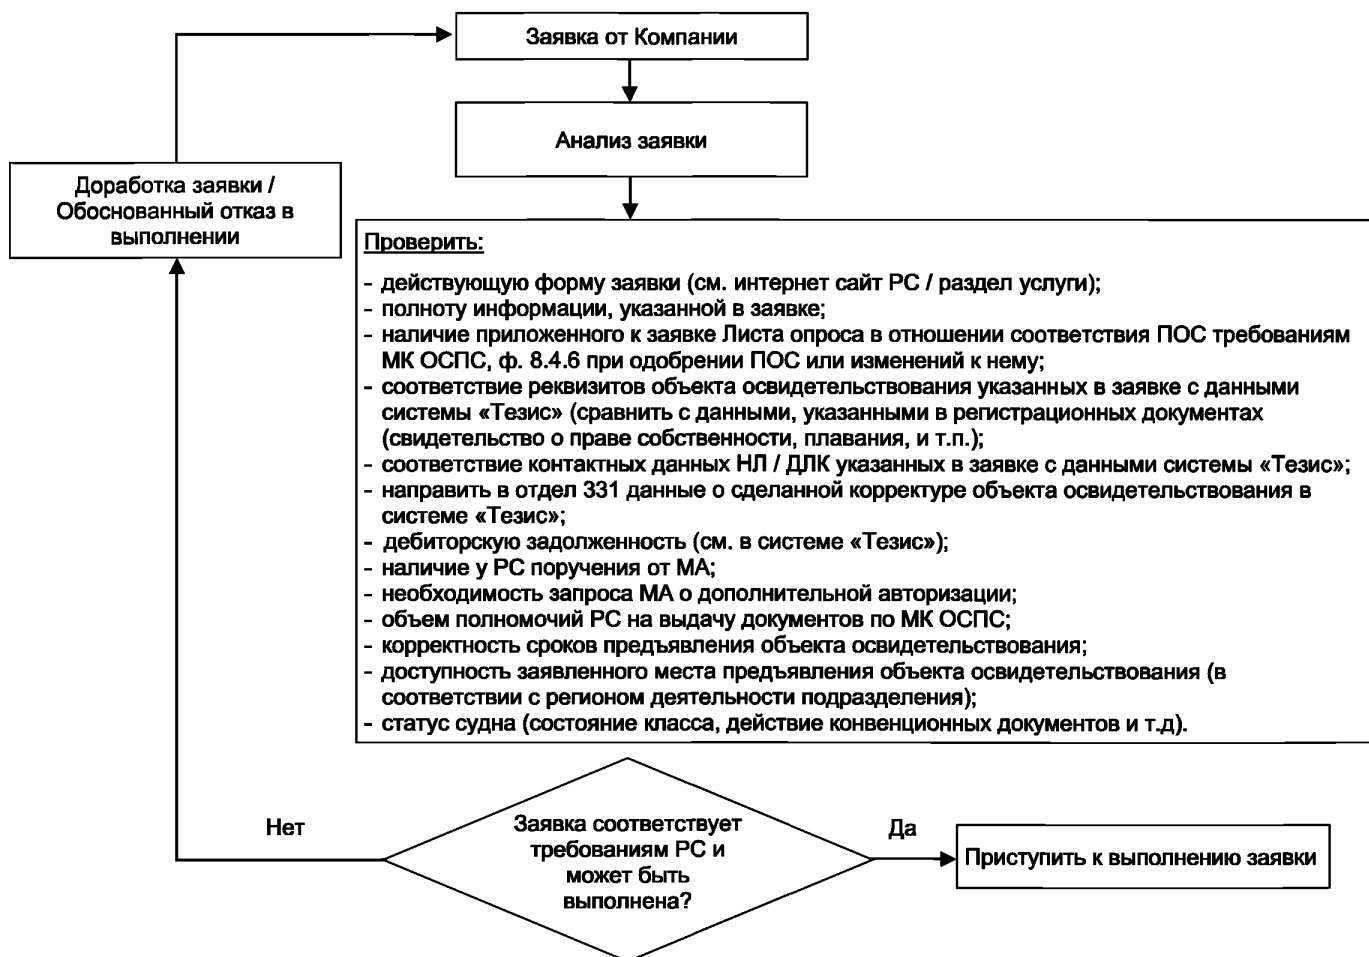 Заявка от Компании
Анализ заявки
Доработка заявки /
Обоснованный отказ в
выполнении
Проверить:
- действующую форму заявки (см. интернет сайт РС / раздел услуги);
- полноту информации, указанной в заявке;
- наличие приложенного к заявке Листа опроса в отношении соответствия ПОС требованиям
МК ОСПС, ф. 8.4.6 при одобрении ПОС или изменений к нему;
- соответствие реквизитов объекта освидетельствования указанных в заявке с данными
системы «Тезис» (сравнить с данными, указанными в регистрационных документах
(свидетельство о праве собственности, плавания, и т.п.);
- соответствие контактных данных НЛ / ДЛК указанных в заявке с данными системы «Тезис»;
- направить в отдел 331 данные о сделанной корректуре объекта освидетельствования в
системе «Тезис»;
- дебиторскую задолженность (см. в системе «Тезис»);
- наличие у РС поручения от МА;
- необходимость запроса МА о дополнительной авторизации;
- объем полномочий РС на выдачу документов по МК ОСПС;
- корректность сроков предъявления объекта освидетельствования;
- доступность заявленного места предъявления объекта освидетельствования (в
соответствии с регионом деятельности подразделения);
- статус судна (состояние класса, действие конвенционных документов и т.д).
Нет
Заявка соответствует
требованиям РС и
может быть
выполнена?
Да
Приступить к выполнению заявки